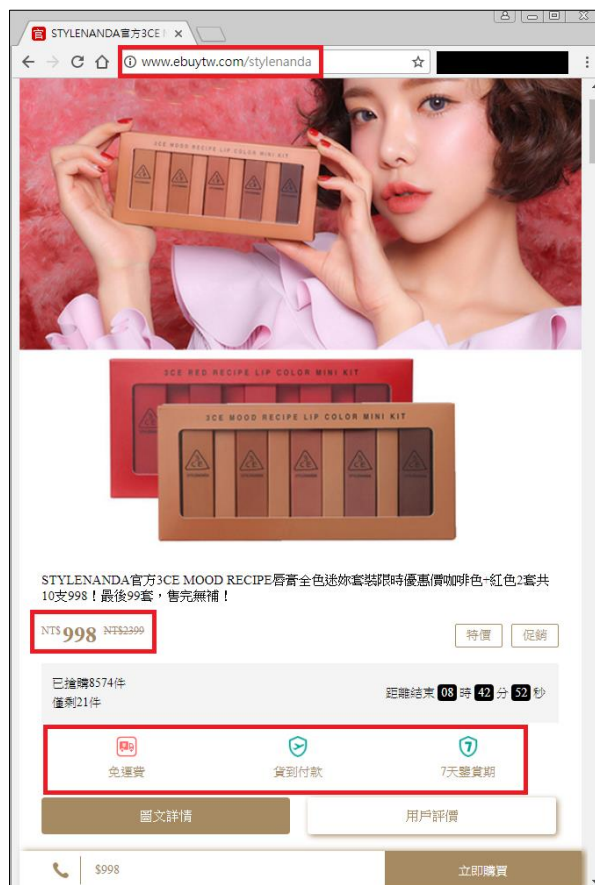 官 STYLENANDA官方3CE
www.ebuytw.com/stylenanda
3CE MOOD RECIPE LIP COLOR MINI KIT
3CE RED RECIPE LIP COLOR MINI KIT
3CE MOOD RECIPE LIP COLOR MINI KIT
STYLENANDA官方3CE MOOD RECIPE唇膏全色迷妳套裝限時優惠價咖啡色+紅色2套共
10支998！最後99套，售完無補！
NT$998 NT$2399 特價 促銷
已搶購8574件
僅剩21件
距離結束 08 時 42 分 52 秒
免運費 貨到付款 7天鑒賞期
圖文詳情 用戶評價
$998 立即購買